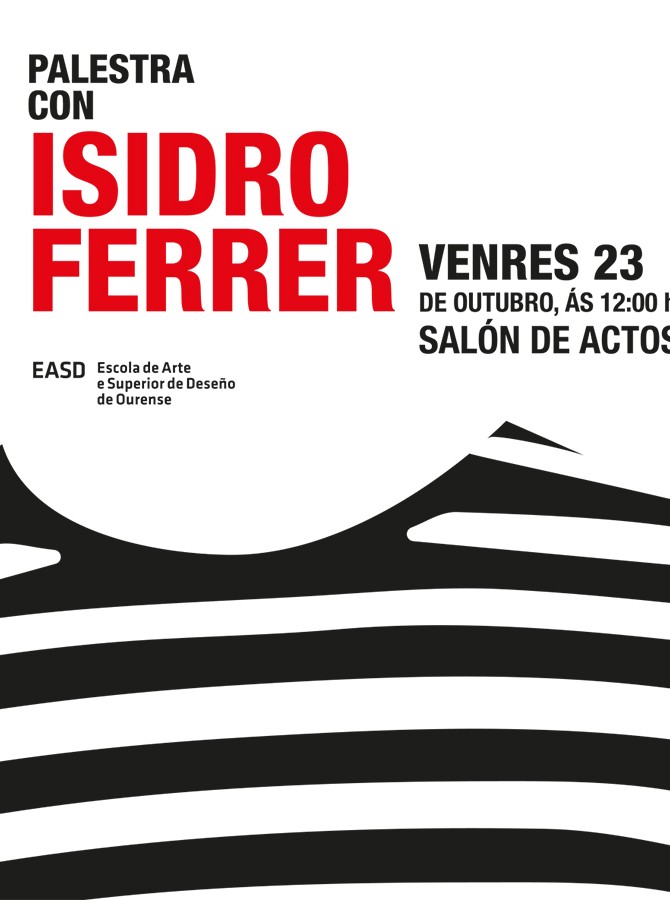 PALESTRA
CON
ISIDRO
FERRER
VENRES 23
DE OUTUBRO, ÁS 12:00 h
SALÓN DE ACTOS
EASD
Escola de Arte
e Superior de Deseño
de Ourense